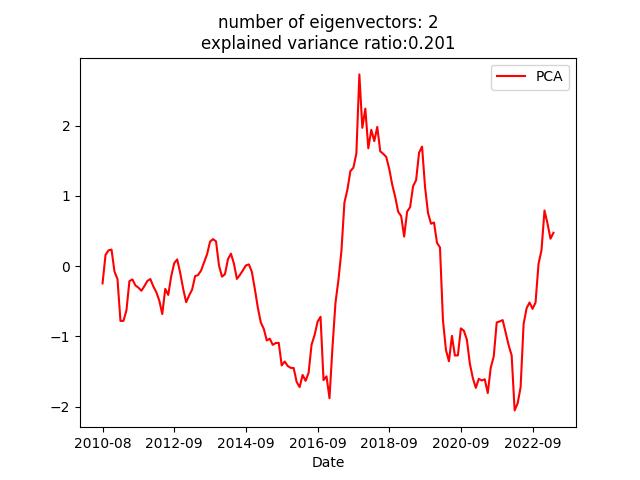 number of eigenvectors: 2
explained variance ratio:0.201
PCA
2
1
0
−1
−2
2010-08 2012-09 2014-09 2016-09 2018-09 2020-09 2022-09
Date